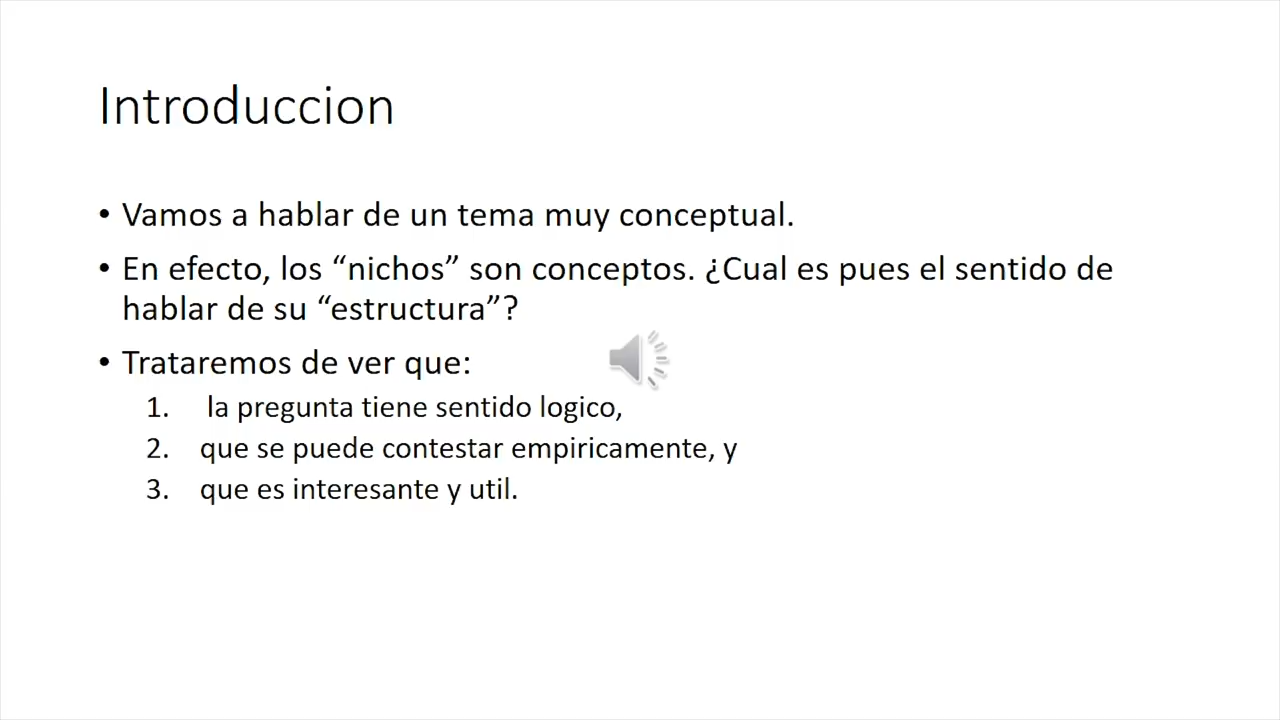 Introduccion
• Vamos a hablar de un tema muy conceptual.
• En efecto, los “nichos” son conceptos. ¿Cual es pues el sentido de
hablar de su “estructura”?
• Trataremos de ver que:
1. la pregunta tiene sentido logico,
2. que se puede contestar empiricamente, y
3. que es interesante y util.